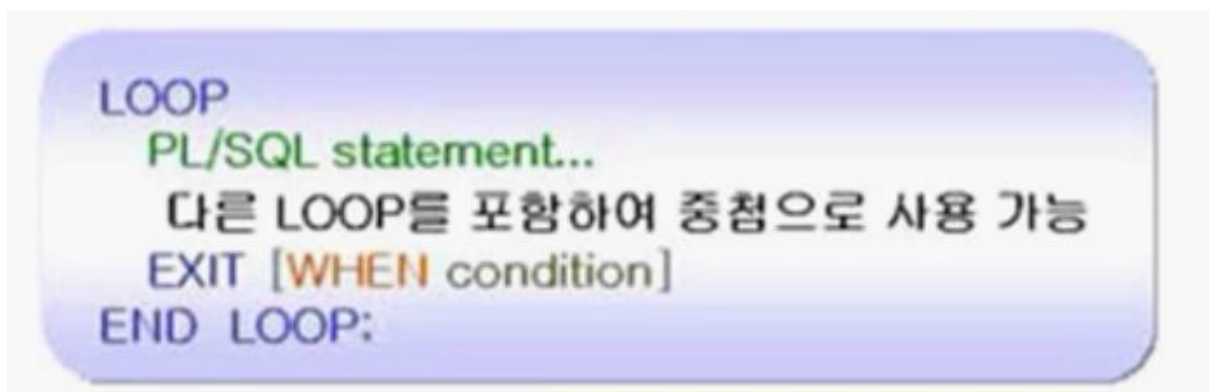 LOOP
PL/SQL statement...
다른 LOOP를 포함하여 중첩으로 사용 가능
EXIT [WHEN condition]
END LOOP;